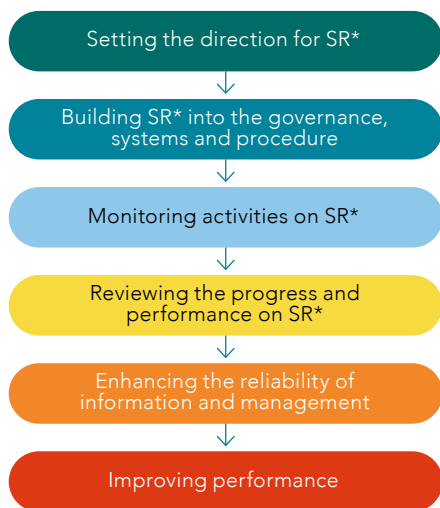 Setting the direction for SR*
Building SR* into the governance,
systems and procedure
Monitoring activities on SR*
Reviewing the progress and
performance on SR*
Enhancing the reliability of
information and management
Improving performance